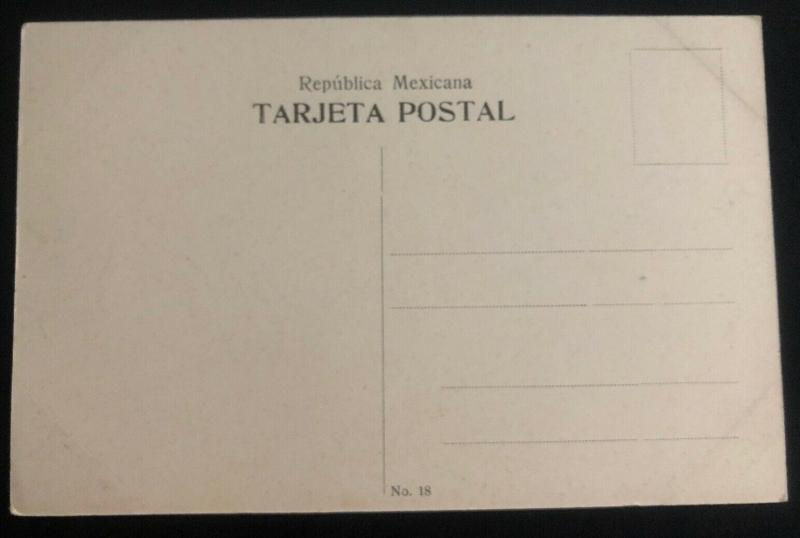 República Mexicana
TARJETA POSTAL
No. 18